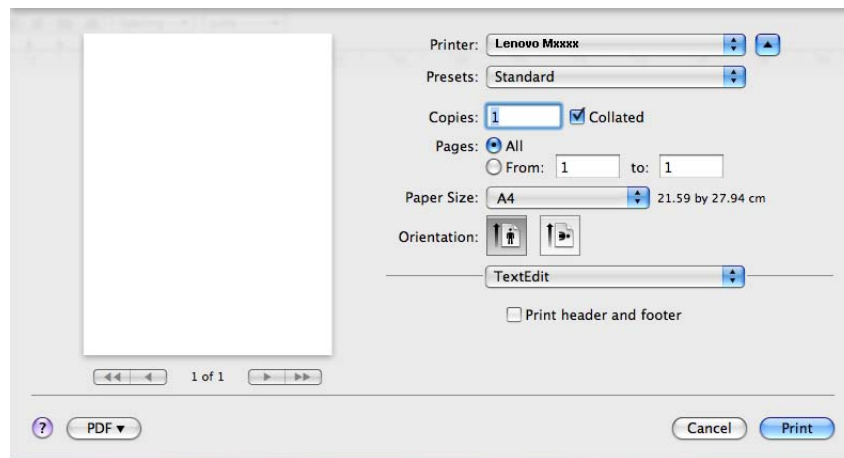 Printer: Lenovo Mxxxx
Presets: Standard
Copies: 1 Collated
Pages: All
From: 1 to: 1
Paper Size: A4 21.59 by 27.94 cm
Orientation:
TextEdit
Print header and footer
1 of 1
? PDF ▼ Cancel Print